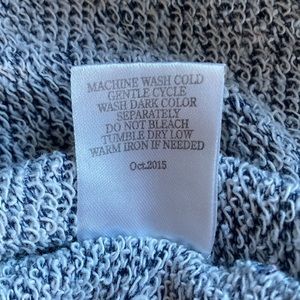 MACHINE WASH COLD
GENTLE CYCLE
WASH DARK COLOR
SEPARATELY
DO NOT BLEACH
TUMBLE DRY LOW
WARM IRON IF NEEDED
Oct.2015